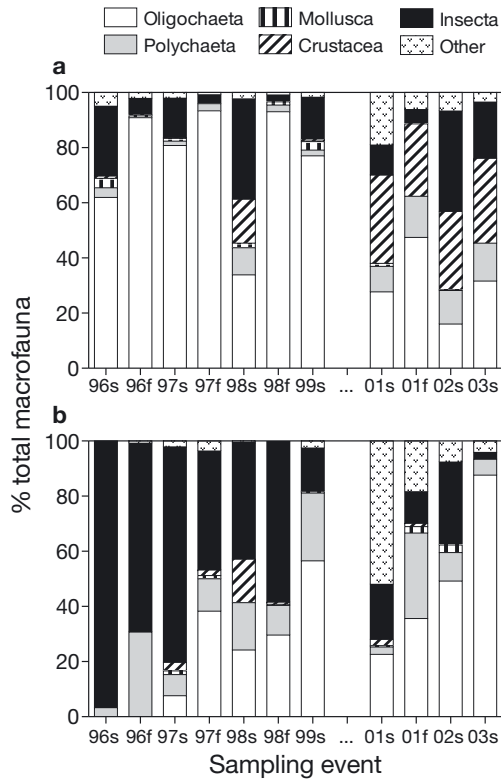 Oligochaeta Mollusca Insecta
Polychaeta Crustacea Other
a
100
80
60
40
20
0
96s 96f 97s 97f 98s 98f 99s ... 01s 01f 02s 03s
b
100
80
60
40
20
0
96s 96f 97s 97f 98s 98f 99s ... 01s 01f 02s 03s
% total macrofauna
Sampling event